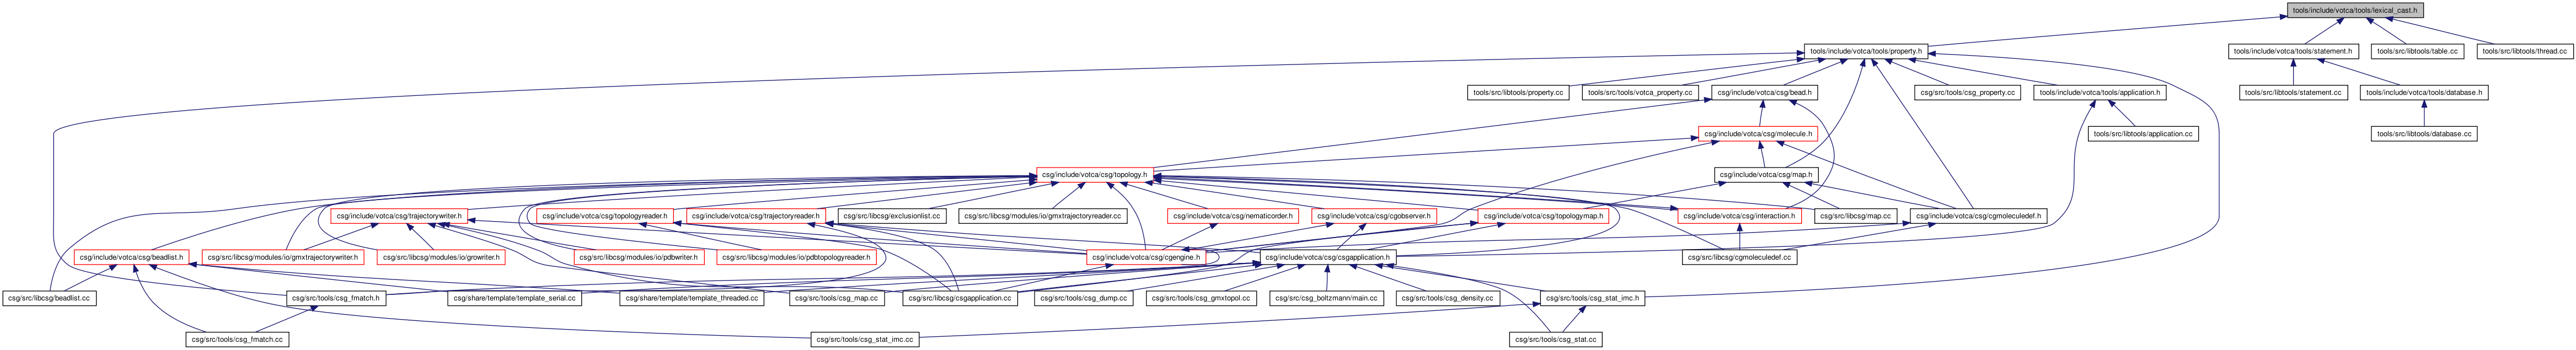 tools/include/votca/tools/lexical_cast.h
tools/include/votca/tools/property.h
tools/include/votca/tools/statement.h
tools/src/libtools/table.cc
tools/src/libtools/thread.cc
tools/src/libtools/property.cc
tools/src/tools/votca_property.cc
csg/include/votca/csg/bead.h
csg/src/tools/csg_property.cc
tools/include/votca/tools/application.h
tools/src/libtools/statement.cc
tools/include/votca/tools/database.h
csg/include/votca/csg/molecule.h
tools/src/libtools/application.cc
tools/src/libtools/database.cc
csg/include/votca/csg/topology.h
csg/include/votca/csg/map.h
csg/include/votca/csg/trajectorywriter.h
csg/include/votca/csg/topologyreader.h
csg/include/votca/csg/trajectoryreader.h
csg/src/libcsg/exclusionlist.cc
csg/src/libcsg/modules/io/gmxtrajectoryreader.cc
csg/include/votca/csg/nematicorder.h
csg/include/votca/csg/cgobserver.h
csg/include/votca/csg/topologymap.h
csg/include/votca/csg/interaction.h
csg/src/libcsg/map.cc
csg/include/votca/csg/cgmoleculedef.h
csg/include/votca/csg/beadlist.h
csg/src/libcsg/modules/io/gmxtrajectorywriter.h
csg/src/libcsg/modules/io/growriter.h
csg/src/libcsg/modules/io/pdbwriter.h
csg/src/libcsg/modules/io/pdbtopologyreader.h
csg/include/votca/csg/cgengine.h
csg/include/votca/csg/csgapplication.h
csg/src/libcsg/cgmoleculedef.cc
csg/src/libcsg/beadlist.cc
csg/src/tools/csg_fmatch.h
csg/share/template/template_serial.cc
csg/share/template/template_threaded.cc
csg/src/tools/csg_map.cc
csg/src/libcsg/csgapplication.cc
csg/src/tools/csg_dump.cc
csg/src/tools/csg_gmxtopol.cc
csg/src/csg_boltzmann/main.cc
csg/src/tools/csg_density.cc
csg/src/tools/csg_stat_imc.h
csg/src/tools/csg_fmatch.cc
csg/src/tools/csg_stat_imc.cc
csg/src/tools/csg_stat.cc